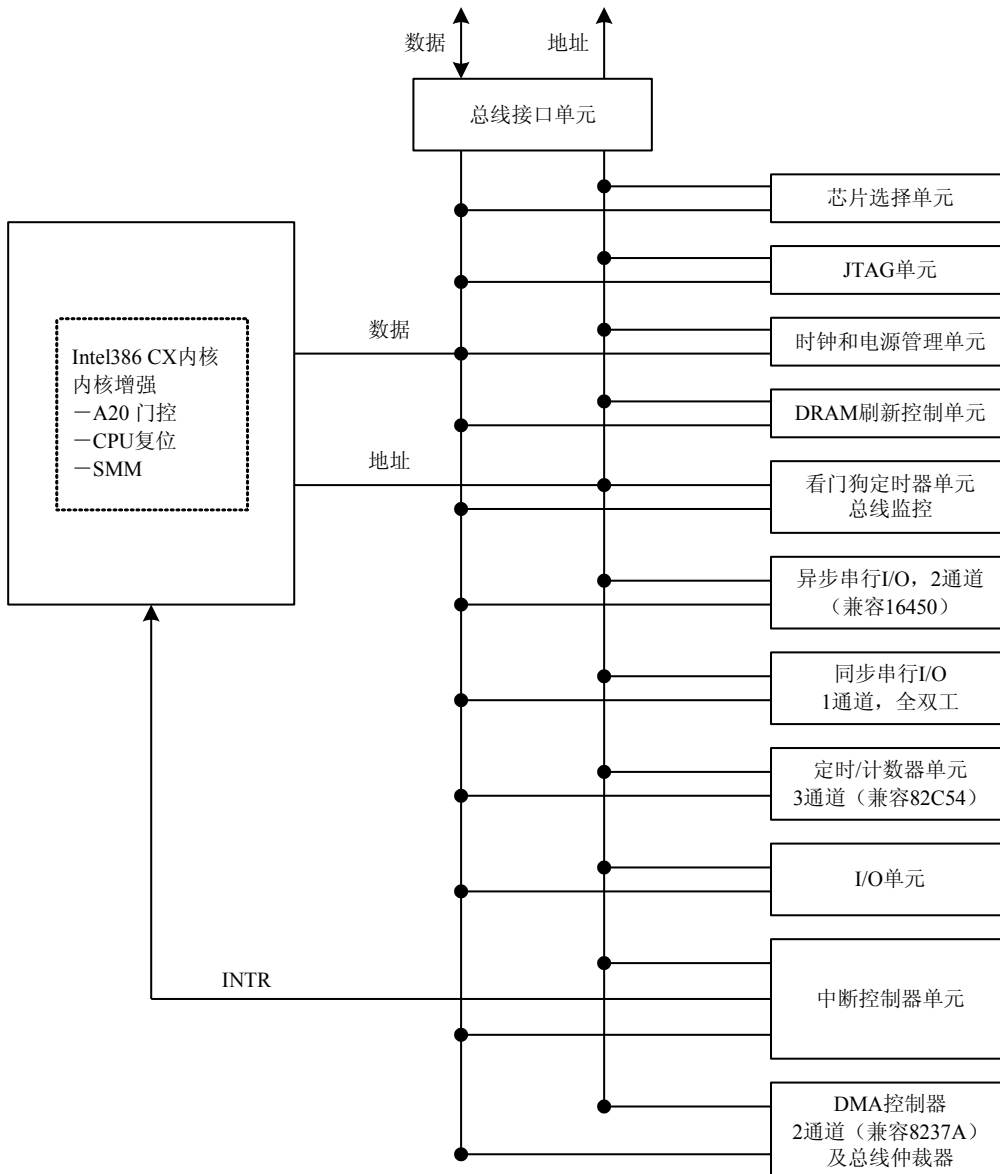 数据
地址
总线接口单元
芯片选择单元
JTAG单元
时钟和电源管理单元
DRAM刷新控制单元
看门狗定时器单元
总线监控
异步串行I/O，2通道
（兼容16450）
同步串行I/O
1通道，全双工
定时/计数器单元
3通道（兼容82C54）
I/O单元
中断控制器单元
DMA控制器
2通道（兼容8237A）
及总线仲裁器
Intel386 CX内核
内核增强
－A20 门控
－CPU复位
－SMM
数据
地址
INTR